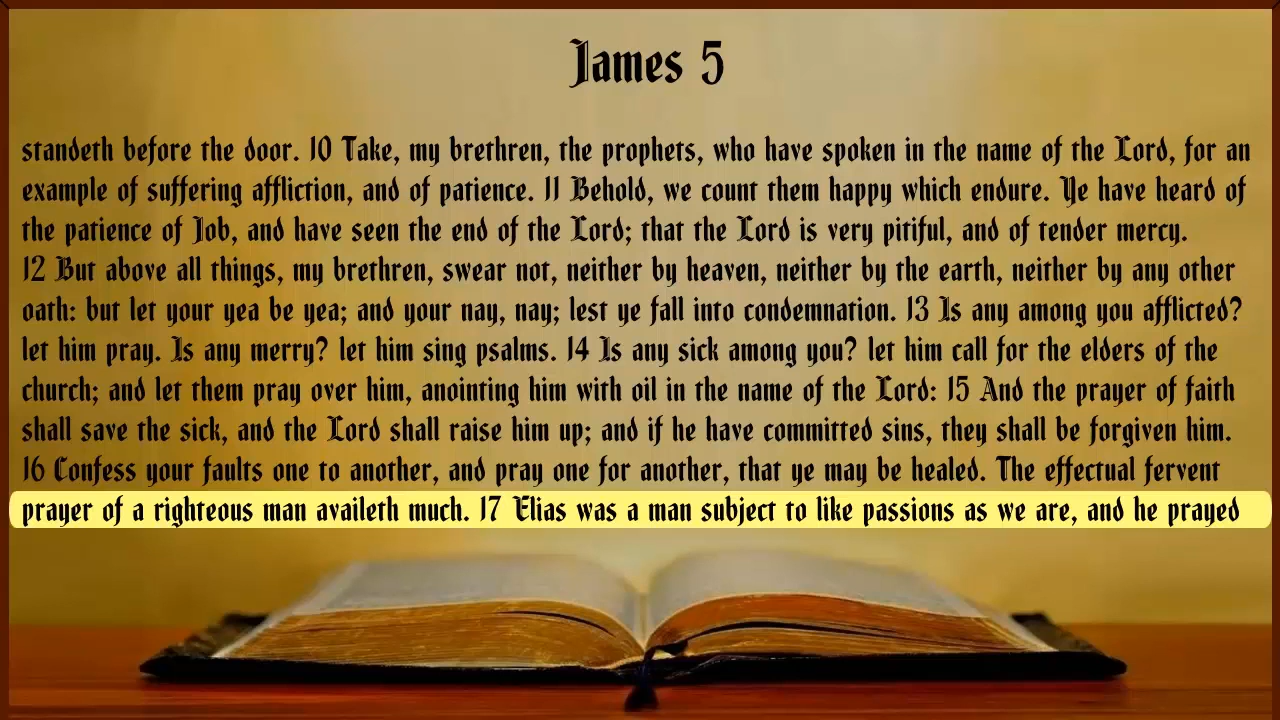 James 5
standeth before the door. 10 Take, my brethren, the prophets, who have spoken in the name of the Lord, for an
example of suffering affliction, and of patience. 11 Behold, we count them happy which endure. Ye have heard of
the patience of Job, and have seen the end of the Lord; that the Lord is very pitiful, and of tender mercy.
12 But above all things, my brethren, swear not, neither by heaven, neither by the earth, neither by any other
oath: but let your yea be yea; and your nay, nay; lest ye fall into condemnation. 13 Is any among you afflicted?
let him pray. Is any merry? let him sing psalms. 14 Is any sick among you? let him call for the elders of the
church; and let them pray over him, anointing him with oil in the name of the Lord: 15 And the prayer of faith
shall save the sick, and the Lord shall raise him up; and if he have committed sins, they shall be forgiven him.
16 Confess your faults one to another, and pray one for another, that ye may be healed. The effectual fervent
prayer of a righteous man availeth much. 17 Elias was a man subject to like passions as we are, and he prayed